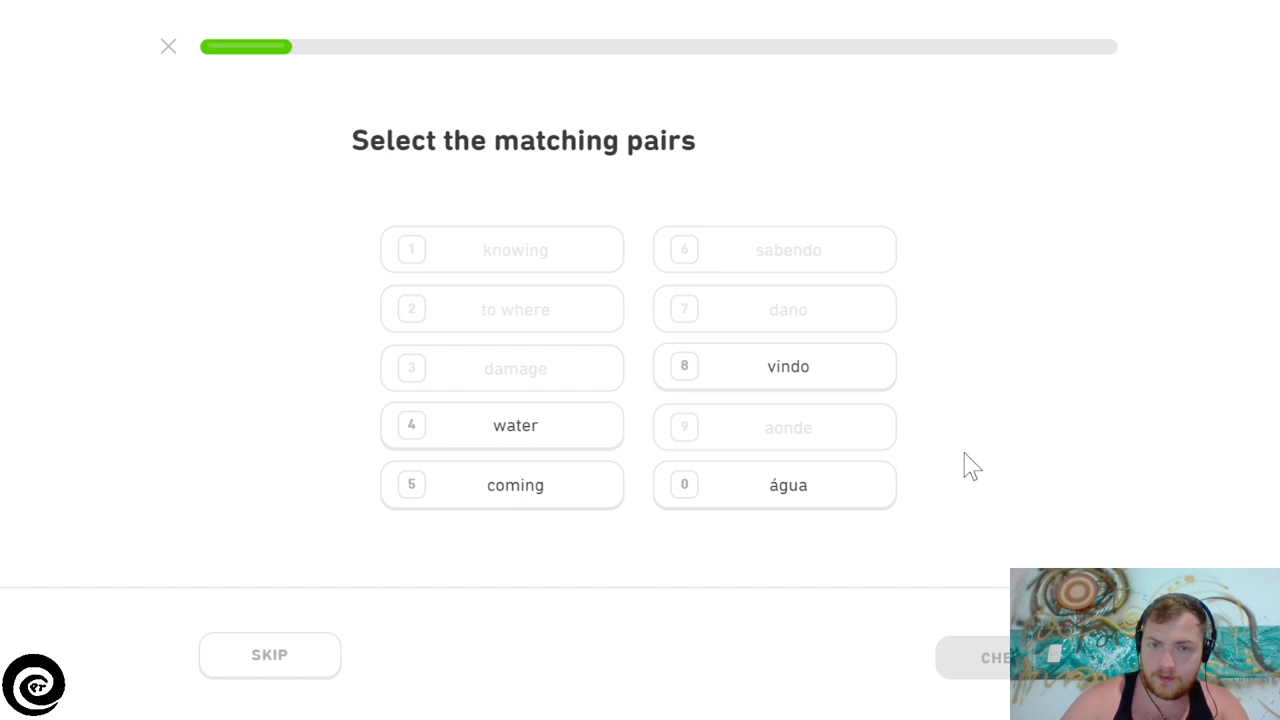 Select the matching pairs
1 knowing
6 sabendo
2 to where
7 dano
3 damage
8 vindo
4 water
9 aonde
5 coming
0 água
SKIP